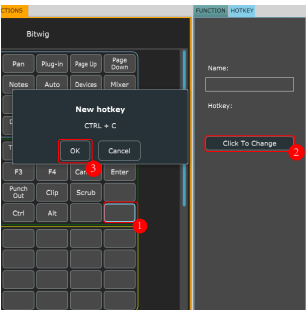 CTIONS
FUNCTION HOTKEY
Bitwig
Pan Plug-in Page Up Page Down
Notes Auto Devices Mixer
New hotkey
CTRL + C
OK Cancel
3
F3 F4 Enter
Punch Out Clip Scrub
Ctrl Alt
1
Name:
Hotkey:
Click To Change
2